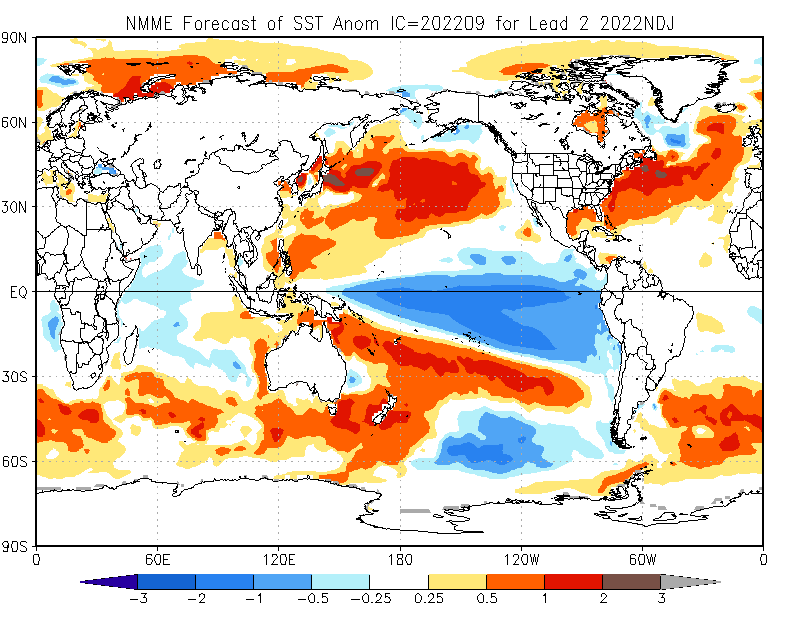 NMME Forecast of SST Anom IC=202209 for Lead 2 2022NDJ
90N
60N
30N
EQ
30S
60S
90S
0 60E 120E 180 120W 60W 0
-3 -2 -1 -0.5 -0.25 0.25 0.5 1 2 3